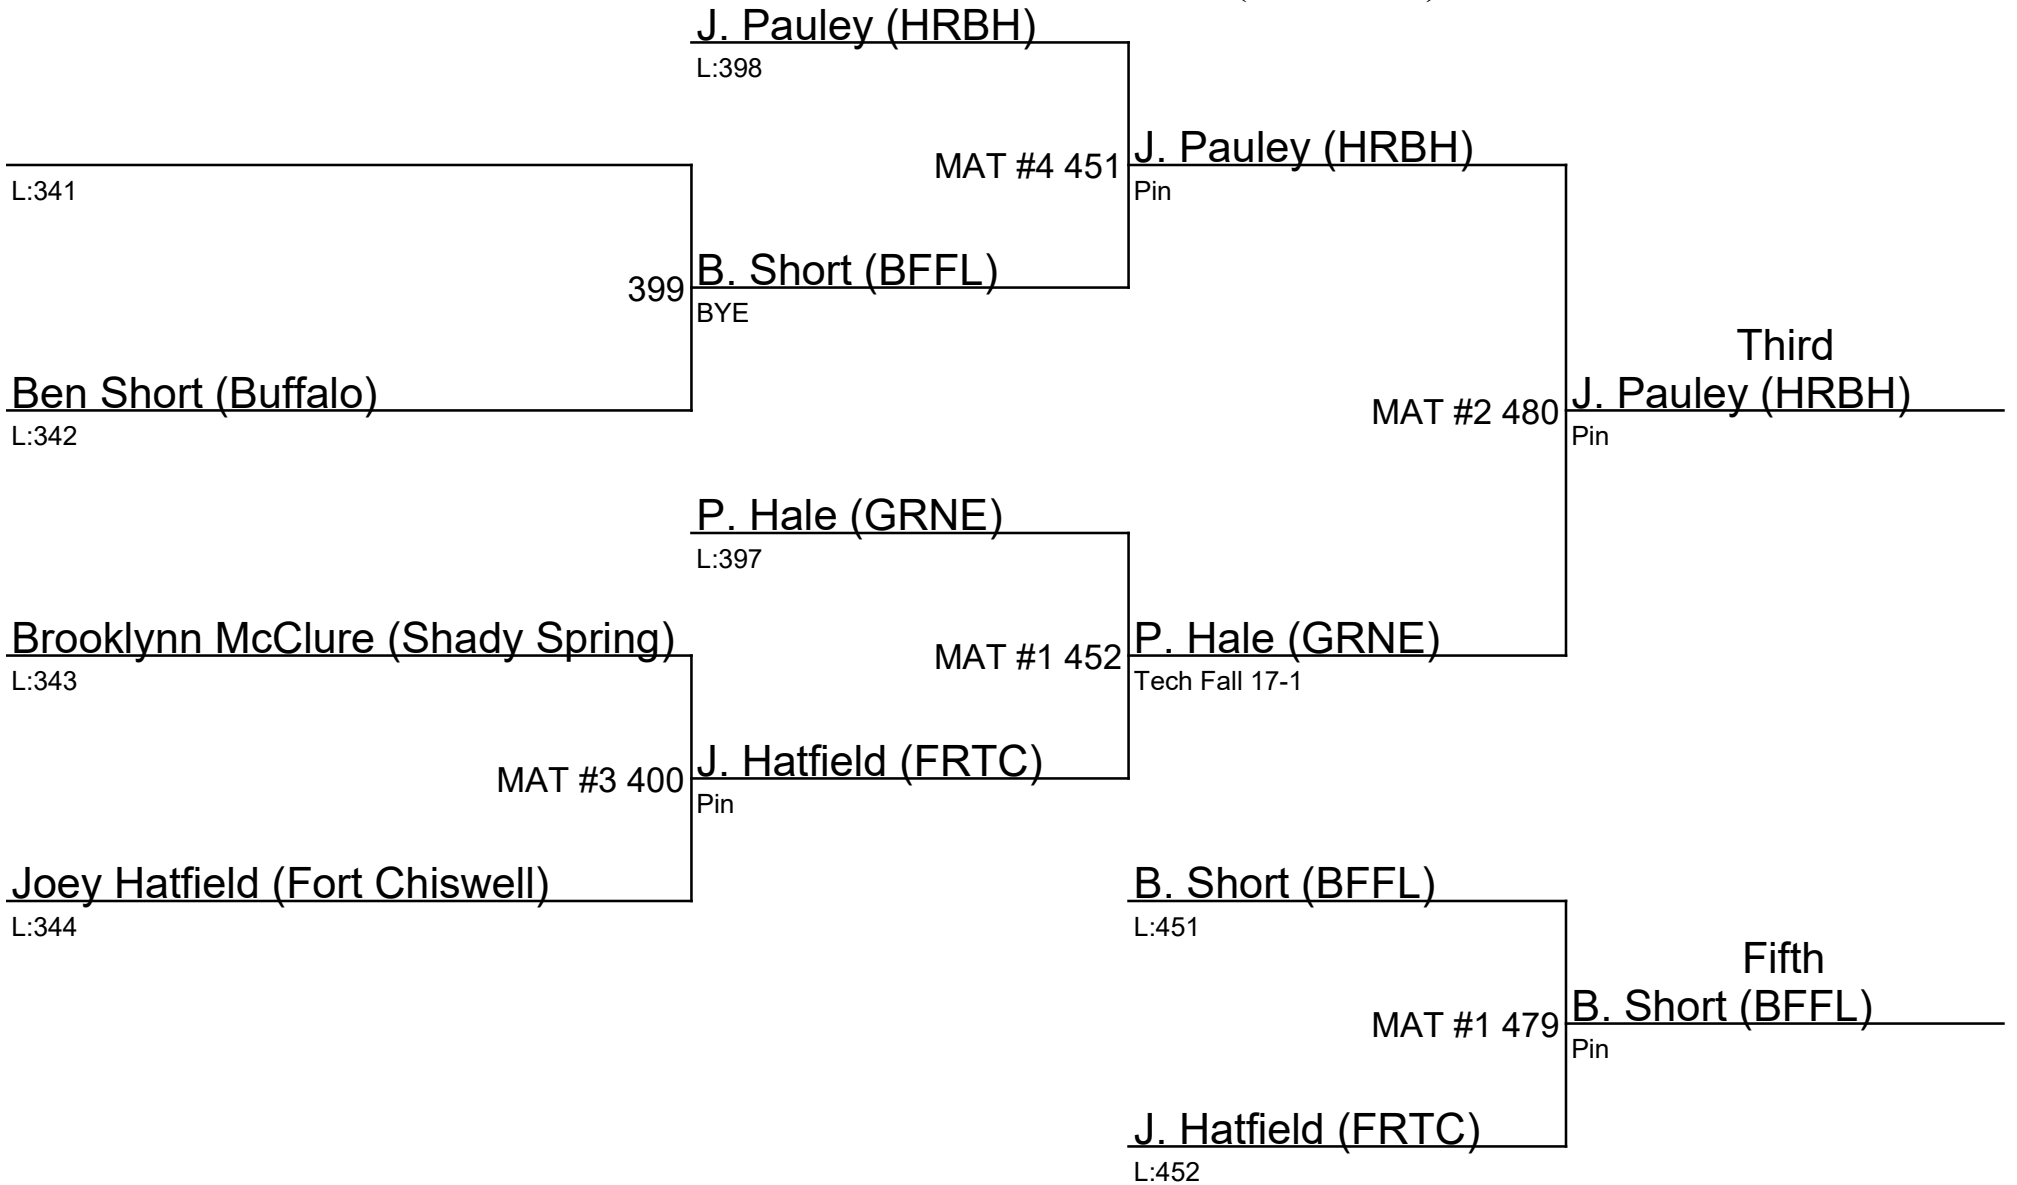 J. Pauley (HRBH)
L:398
MAT #4 451
J. Pauley (HRBH)
Pin
L:341
399
B. Short (BFFL)
BYE
Ben Short (Buffalo)
L:342
Third
MAT #2 480
J. Pauley (HRBH)
Pin
P. Hale (GRNE)
L:397
Brooklynn McClure (Shady Spring)
L:343
MAT #1 452
P. Hale (GRNE)
Tech Fall 17-1
MAT #3 400
J. Hatfield (FRTC)
Pin
Joey Hatfield (Fort Chiswell)
L:344
B. Short (BFFL)
L:451
Fifth
MAT #1 479
B. Short (BFFL)
Pin
J. Hatfield (FRTC)
L:452